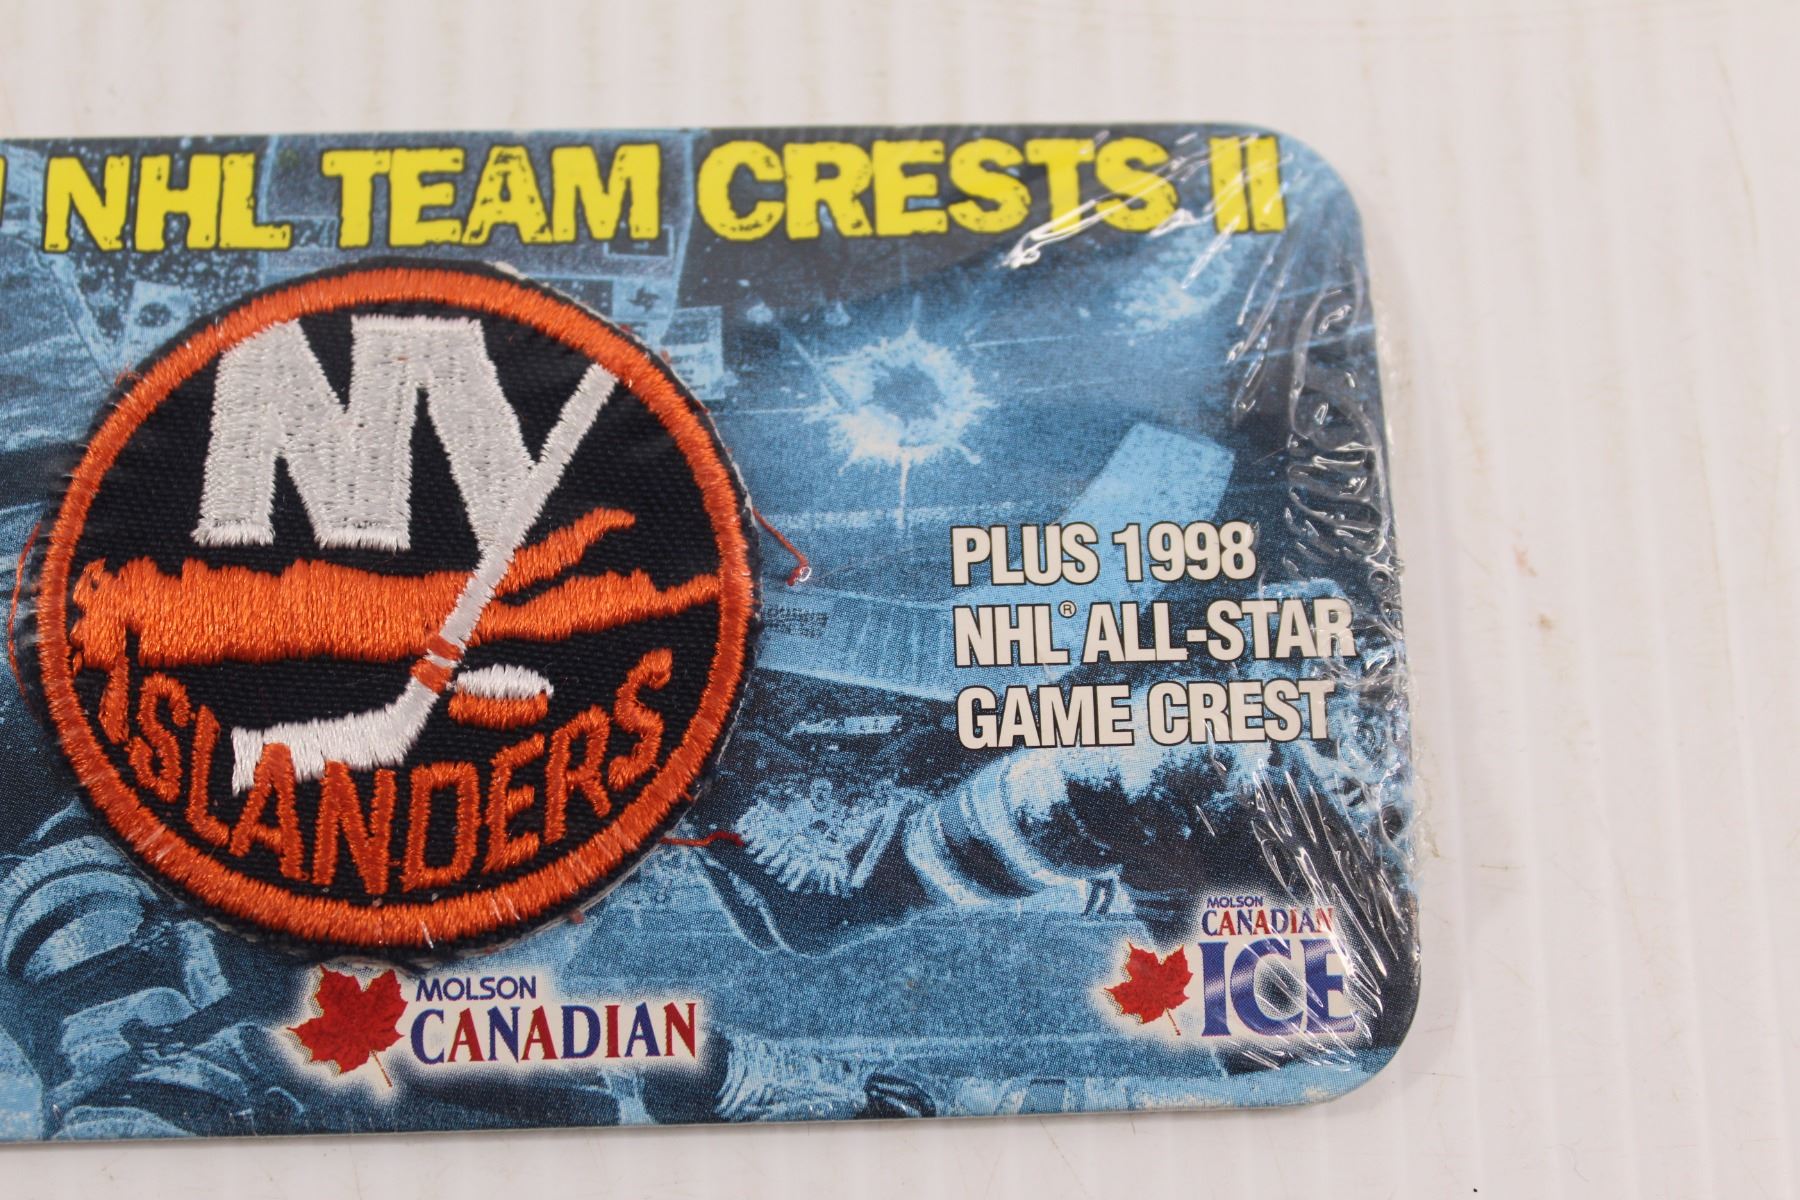 NHL TEAM CRESTS II
NY
ISLANDERS
PLUS 1998
NHL® ALL-STAR
GAME CREST
MOLSON
CANADIAN
MOLSON
CANADIAN
ICE